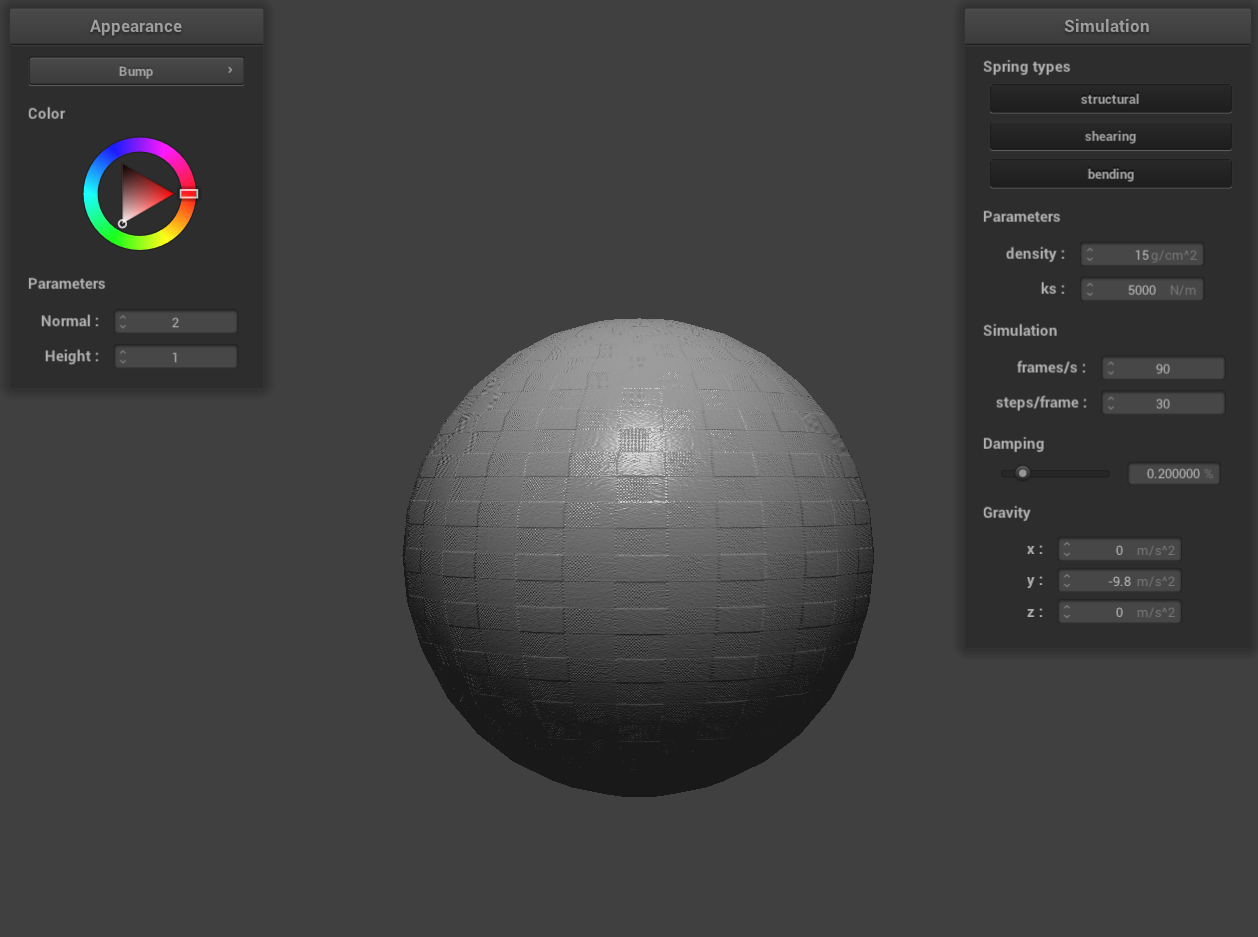 Appearance
Bump ›
Color
Parameters
Normal : 2
Height : 1
Simulation
Spring types
structural
shearing
bending
Parameters
density : 15 g/cm^2
ks : 5000 N/m
Simulation
frames/s : 90
steps/frame : 30
Damping
0.200000 %
Gravity
x : 0 m/s^2
y : -9.8 m/s^2
z : 0 m/s^2